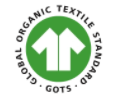 GLOBAL ORGANIC TEXTILE STANDARD
· GOTS ·